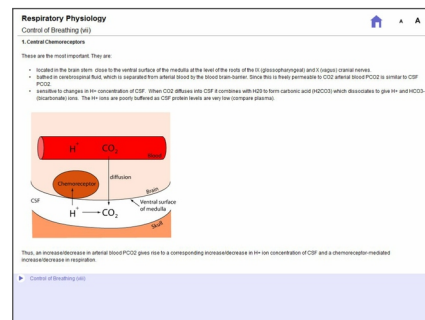 Respiratory Physiology
A A
Control of Breathing (vii)
1. Central Chemoreceptors
These are the most important. They are:
• located in the brain stem close to the ventral surface of the medulla at the level of the roots of the IX (glossopharyngeal) and X (vagus) cranial nerves.
• bathed in cerebrospinal fluid, which is separated from arterial blood by the blood brain-barrier. Since this is freely permeable to CO2 arterial blood PCO2 is similar to CSF
PCO2.
• sensitive to changes in H+ concentration of CSF. When CO2 diffuses into CSF it combines with H20 to form carbonic acid (H2CO3) which dissociates to give H+ and HCO3-
(bicarbonate) ions. The H+ ions are poorly buffered as CSF protein levels are very low (compare plasma).
H+ CO2
Blood
diffusion
Chemoreceptor
Brain
CSF
Ventral surface
of medulla
H+ CO2
Skull
Thus, an increase/decrease in arterial blood PCO2 gives rise to a corresponding increase/decrease in H+ ion concentration of CSF and a chemoreceptor-mediated
increase/decrease in respiration.
Control of Breathing (viii)